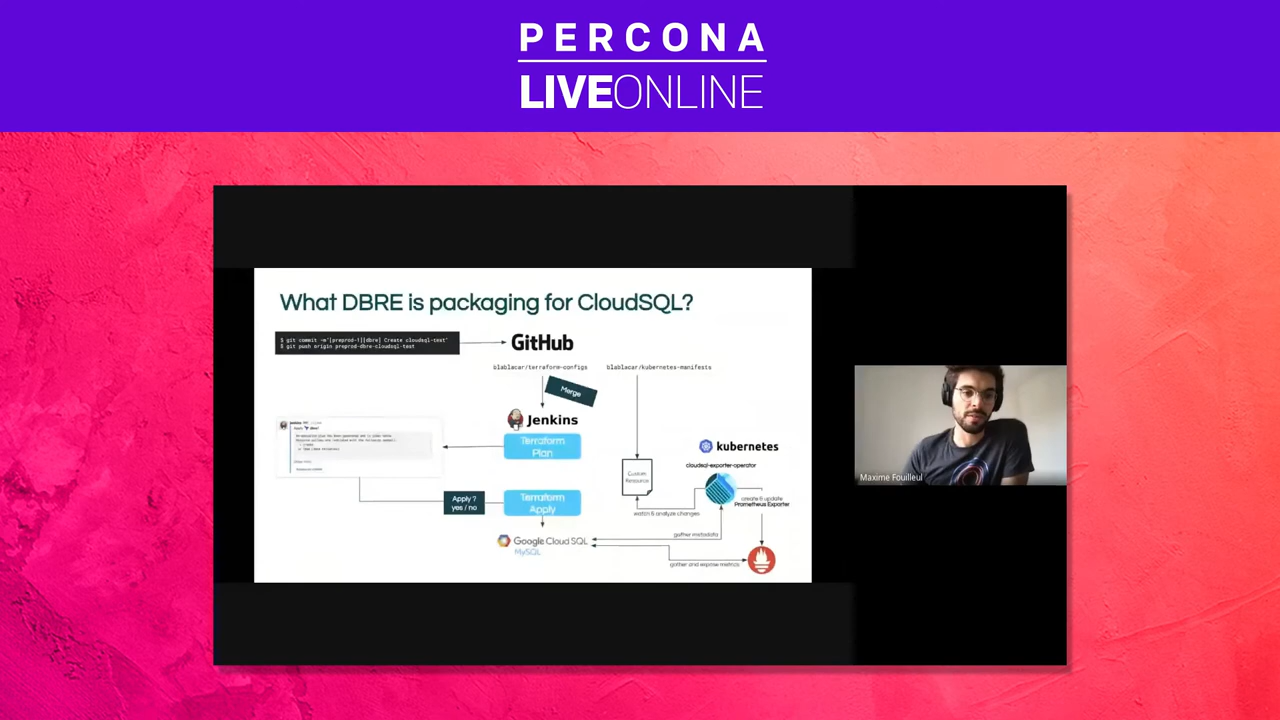 PERCONA
LIVEONLINE
What DBRE is packaging for CloudSQL?
$ git commit -m"[preprod-1][dbre] Create cloudsql-test"
$ git push origin preprod-dbre-cloudsql-test
GitHub
blablacar/terraform-configs
blablacar/kubernetes-manifests
Merge
Jenkins
Terraform
Plan
kubernetes
cloudsql-exporter-operator
Custom
Resource
create & update
Prometheus Exporter
watch & analyze changes
Apply ?
yes / no
Terraform
Apply
gather metadata
Google Cloud SQL
MySQL
gather and expose metrics
Maxime Fouilleul